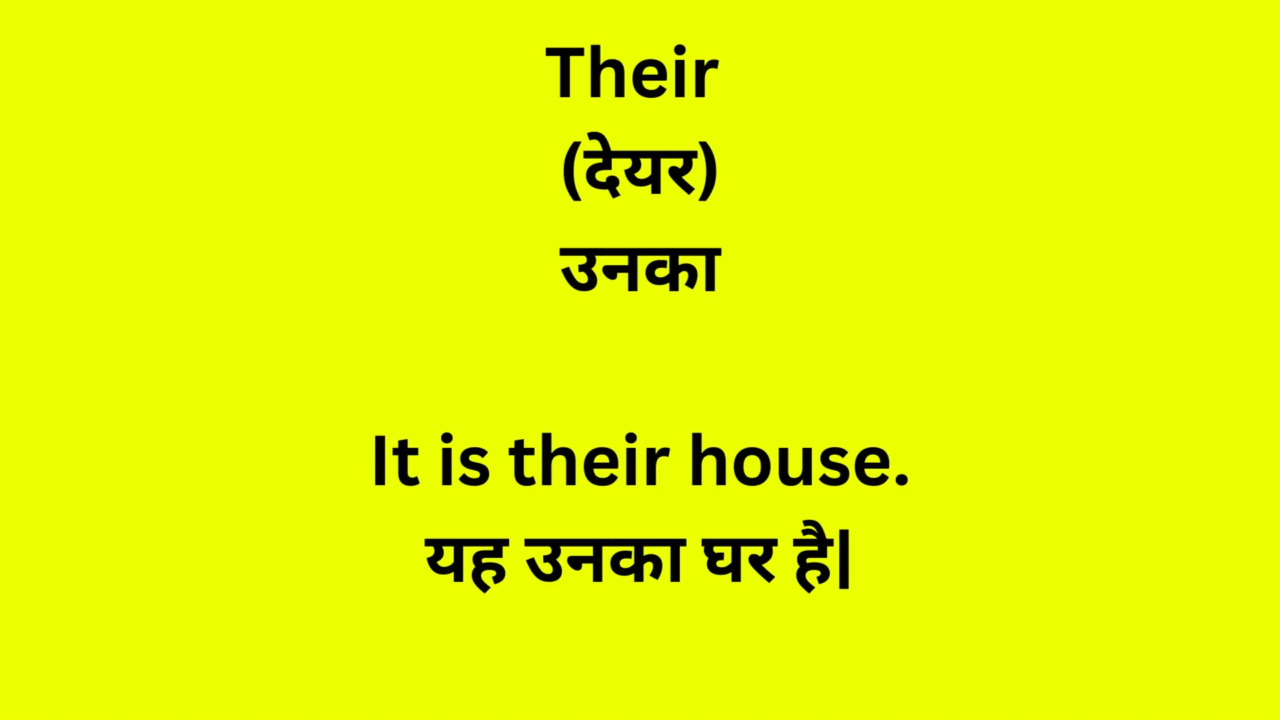 Their
(देयर)
उनका
It is their house.
यह उनका घर है|